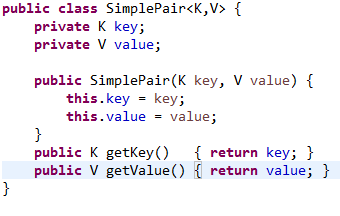 public class SimplePair<K,V> {
    private K key;
    private V value;

    public SimplePair(K key, V value) {
        this.key = key;
        this.value = value;
    }
    public K getKey()   { return key; }
    public V getValue() { return value; }
}